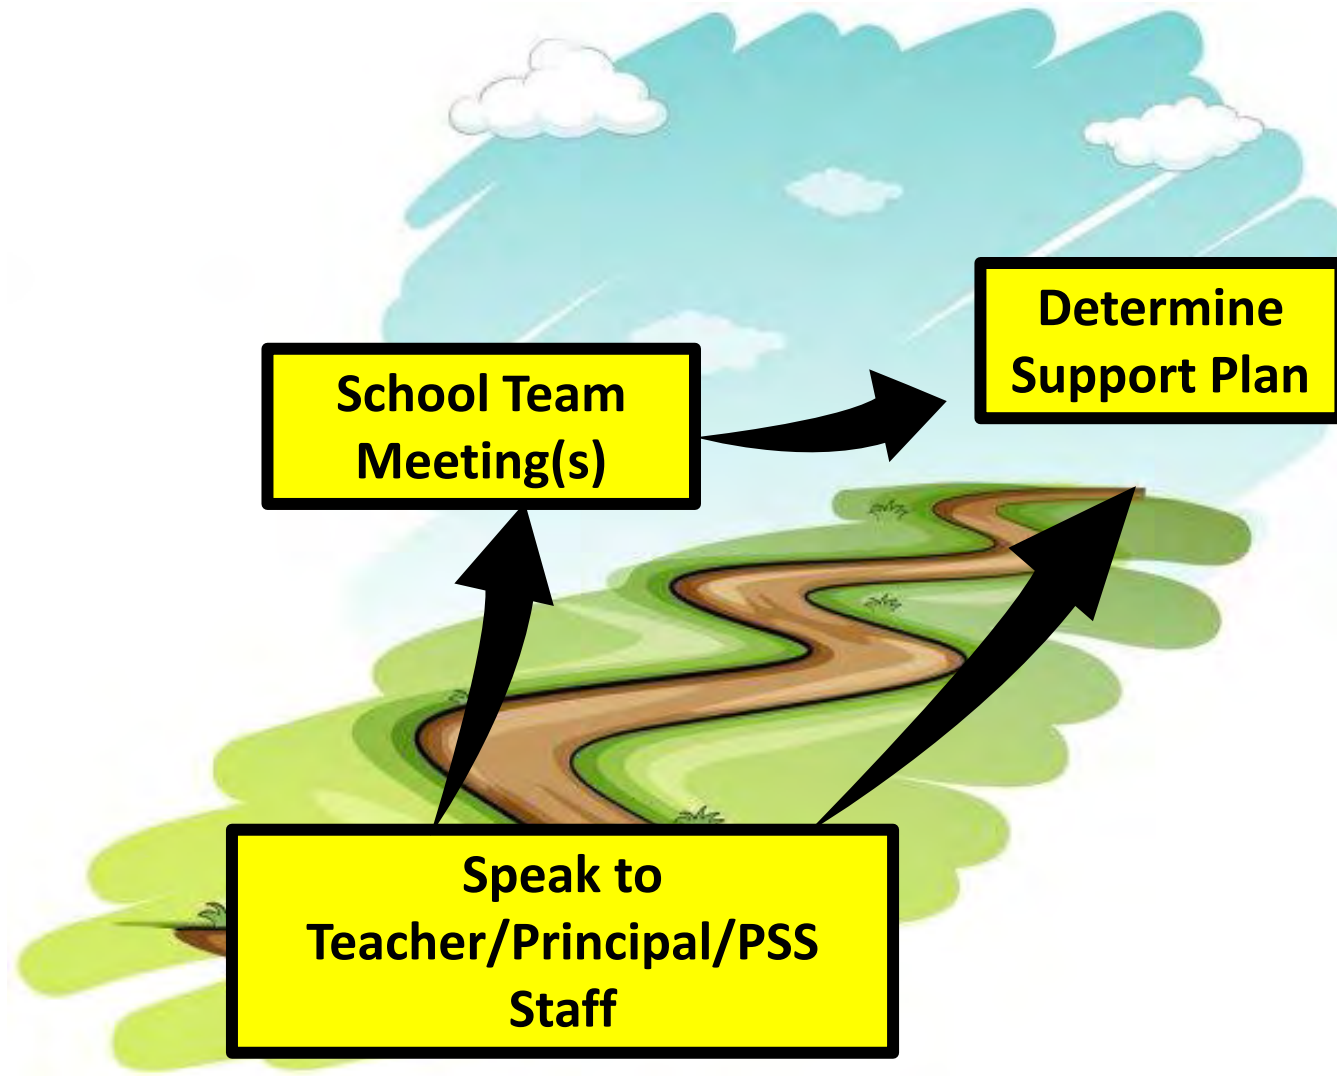 Determine
Support Plan
School Team
Meeting(s)
Speak to
Teacher/Principal/PSS
Staff